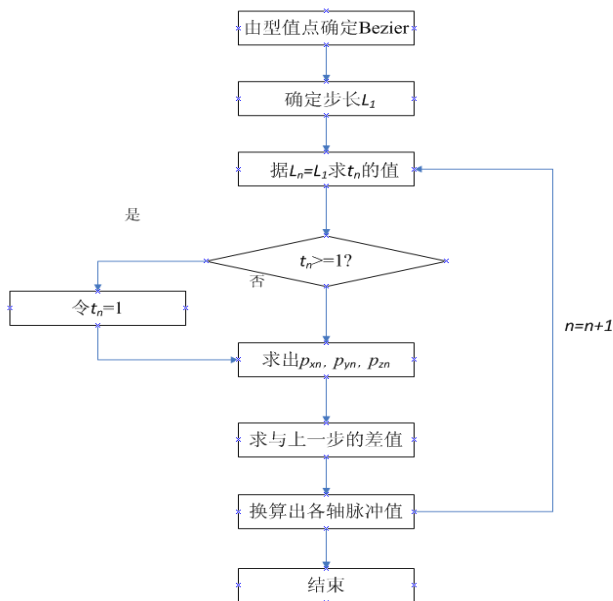 由型值点确定Bezier
确定步长L₁
据Lₙ=L₁求tₙ的值
是
tₙ>=1?
否
令tₙ=1
求出pₓₙ, pᵧₙ, p_zn
n=n+1
求与上一步的差值
换算出各轴脉冲值
结束